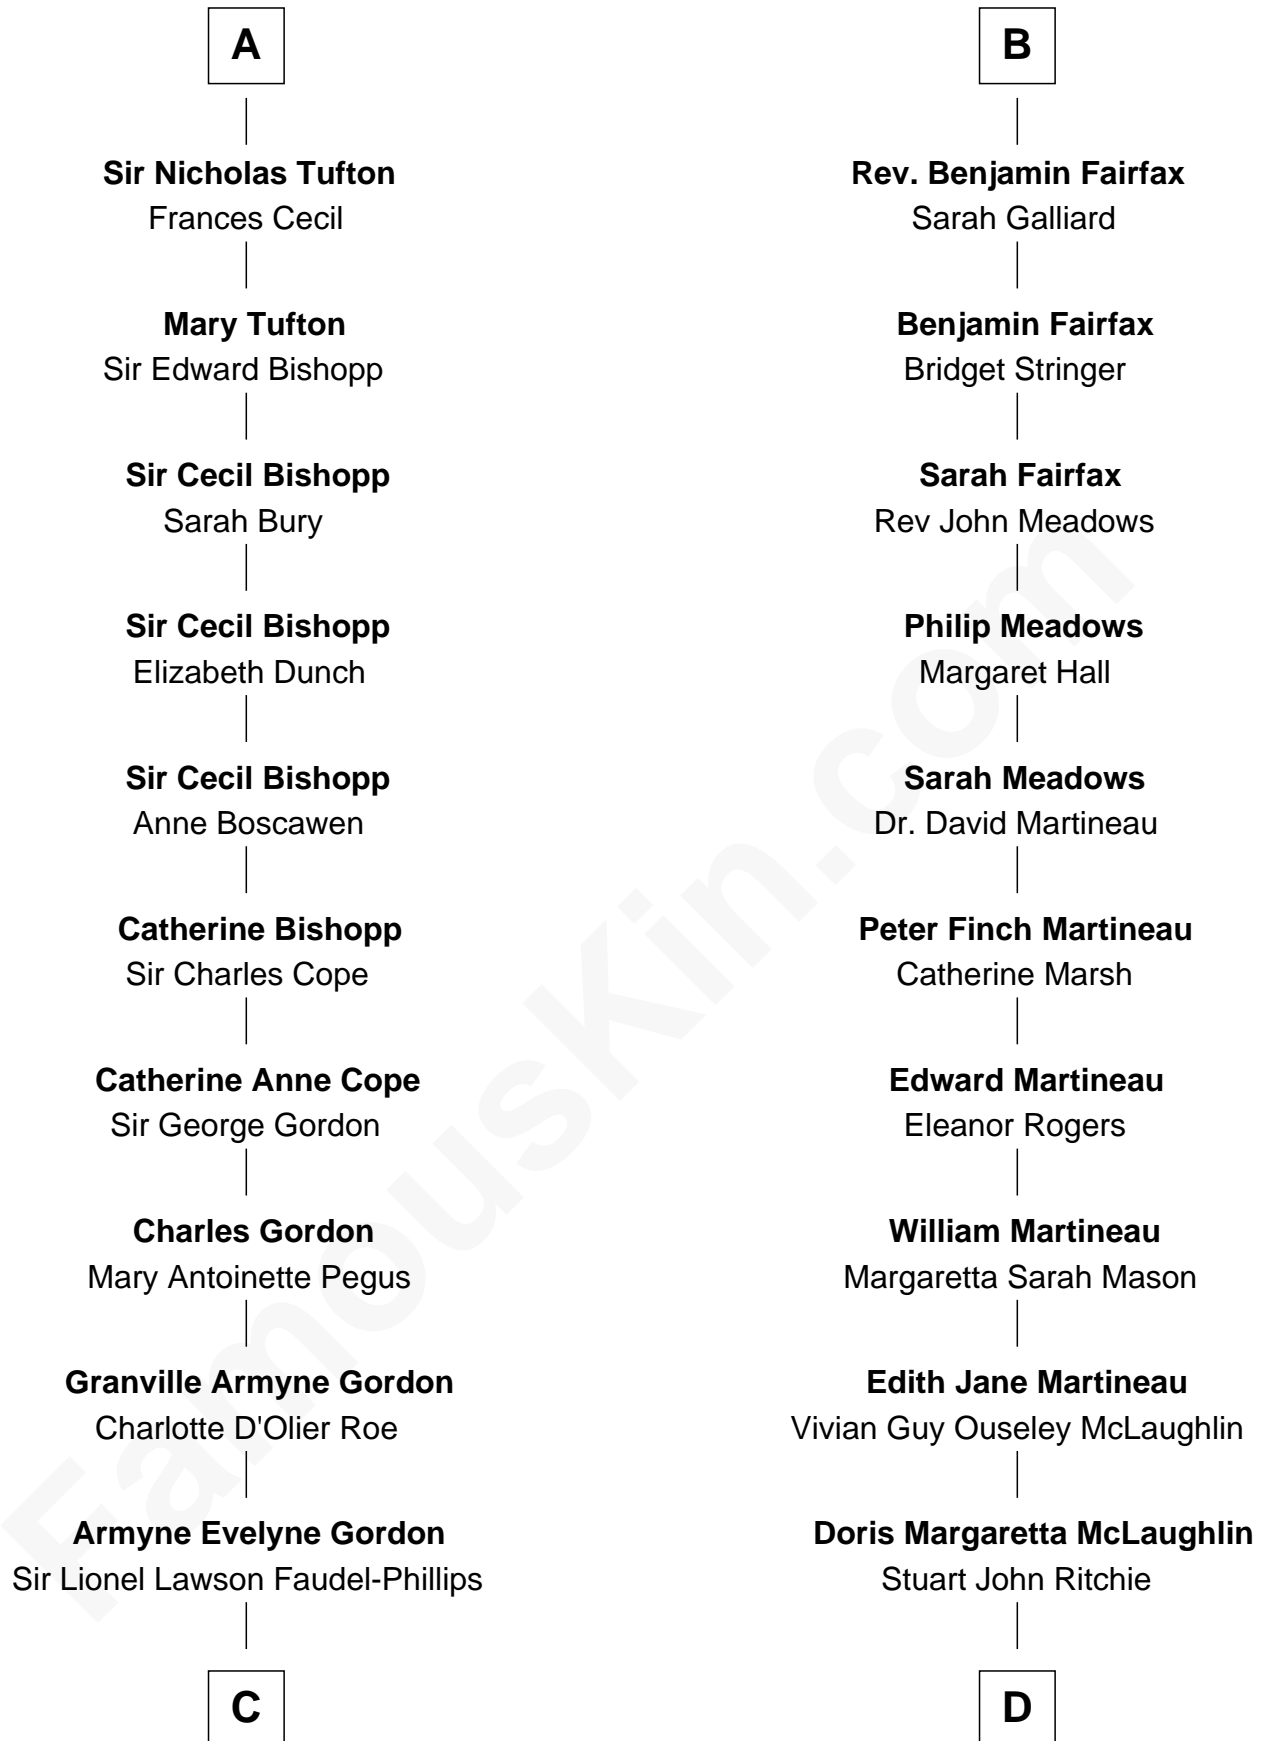 A
Sir Nicholas Tufton
Frances Cecil
Mary Tufton
Sir Edward Bishopp
Sir Cecil Bishopp
Sarah Bury
Sir Cecil Bishopp
Elizabeth Dunch
Sir Cecil Bishopp
Anne Boscawen
Catherine Bishopp
Sir Charles Cope
Catherine Anne Cope
Sir George Gordon
Charles Gordon
Mary Antoinette Pegus
Granville Armyne Gordon
Charlotte D'Olier Roe
Armyne Evelyne Gordon
Sir Lionel Lawson Faudel-Phillips
C
B
Rev. Benjamin Fairfax
Sarah Galliard
Benjamin Fairfax
Bridget Stringer
Sarah Fairfax
Rev John Meadows
Philip Meadows
Margaret Hall
Sarah Meadows
Dr. David Martineau
Peter Finch Martineau
Catherine Marsh
Edward Martineau
Eleanor Rogers
William Martineau
Margaretta Sarah Mason
Edith Jane Martineau
Vivian Guy Ouseley McLaughlin
Doris Margaretta McLaughlin
Stuart John Ritchie
D
FamousKin.com